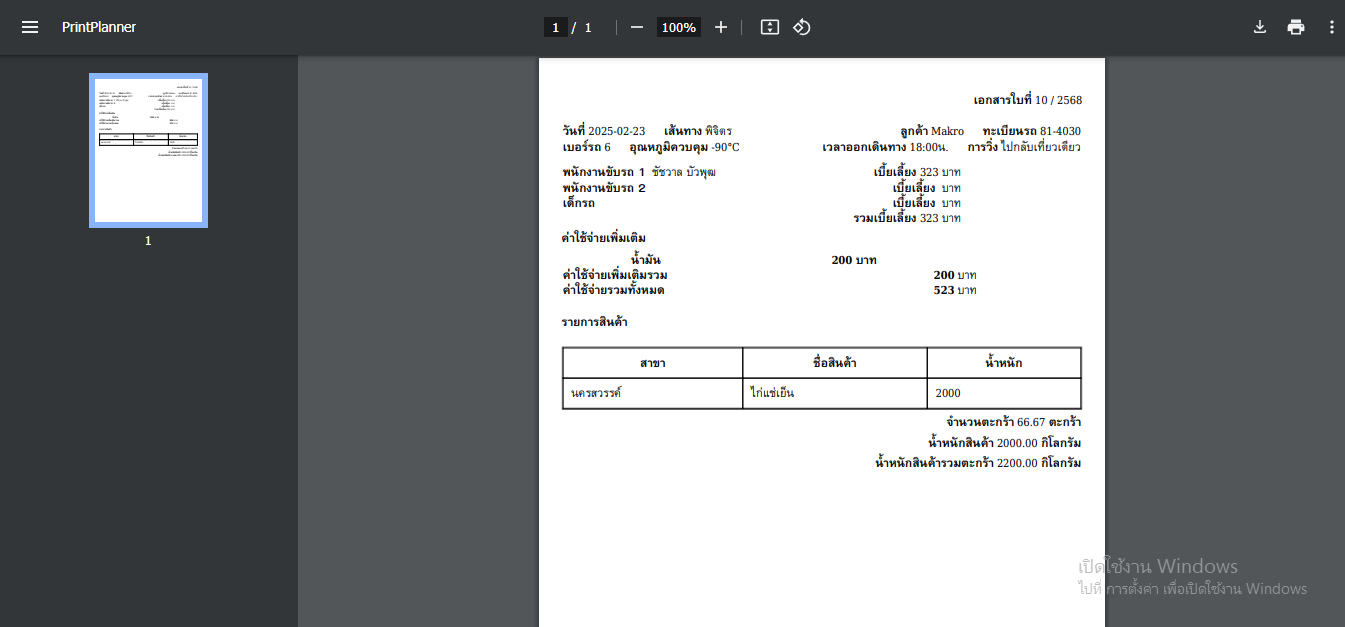 PrintPlanner
1 / 1
100%
1
เอกสารใบที่ 10 / 2568
วันที่ 2025-02-23 เส้นทาง พิจิตร ลูกค้า Makro ทะเบียนรถ 81-4030
เบอร์รถ 6 อุณหภูมิควบคุม -90°C เวลาออกเดินทาง 18:00น. การวิ่ง ไปกลับเที่ยวเดียว
พนักงานขับรถ 1 ชัชวาล บัวพุฒ เบี้ยเลี้ยง 323 บาท
พนักงานขับรถ 2 เบี้ยเลี้ยง บาท
เด็กรถ เบี้ยเลี้ยง บาท
รวมเบี้ยเลี้ยง 323 บาท
ค่าใช้จ่ายเพิ่มเติม
น้ำมัน 200 บาท
ค่าใช้จ่ายเพิ่มเติมรวม 200 บาท
ค่าใช้จ่ายรวมทั้งหมด 523 บาท
รายการสินค้า
สาขา ชื่อสินค้า น้ำหนัก
นครสวรรค์ ไก่แช่เย็น 2000
จำนวนตะกร้า 66.67 ตะกร้า
น้ำหนักสินค้า 2000.00 กิโลกรัม
น้ำหนักสินค้ารวมตะกร้า 2200.00 กิโลกรัม
เปิดใช้งาน Windows
ไปที่ การตั้งค่า เพื่อเปิดใช้งาน Windows